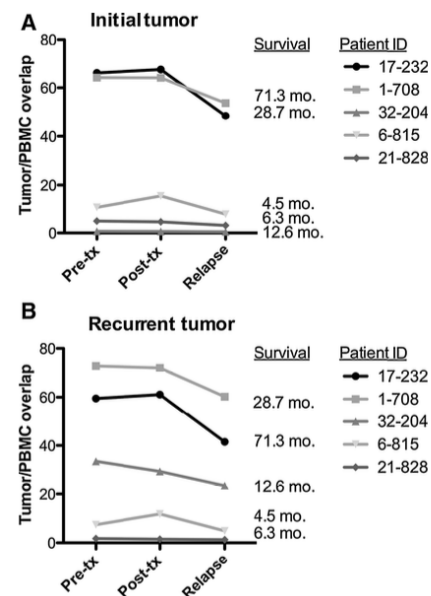 A
Initial tumor
Tumor/PBMC overlap
80
60
40
20
0
Pre-tx
Post-tx
Relapse
Survival
71.3 mo.
28.7 mo.
4.5 mo.
6.3 mo.
12.6 mo.
Patient ID
17-232
1-708
32-204
6-815
21-828
B
Recurrent tumor
Tumor/PBMC overlap
80
60
40
20
0
Pre-tx
Post-tx
Relapse
Survival
28.7 mo.
71.3 mo.
12.6 mo.
4.5 mo.
6.3 mo.
Patient ID
17-232
1-708
32-204
6-815
21-828